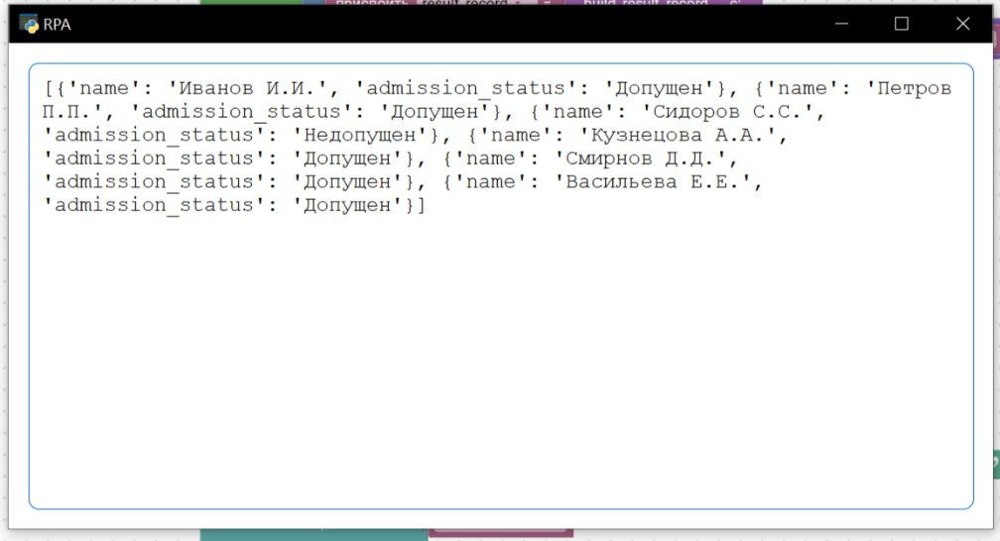 присвоить result_record = build_result_record с:
RPA
[{'name': 'Иванов И.И.', 'admission_status': 'Допущен'}, {'name': 'Петров
П.П.', 'admission_status': 'Допущен'}, {'name': 'Сидоров С.С.',
'admission_status': 'Недопущен'}, {'name': 'Кузнецова А.А.',
'admission_status': 'Допущен'}, {'name': 'Смирнов Д.Д.',
'admission_status': 'Допущен'}, {'name': 'Васильева Е.Е.',
'admission_status': 'Допущен'}]